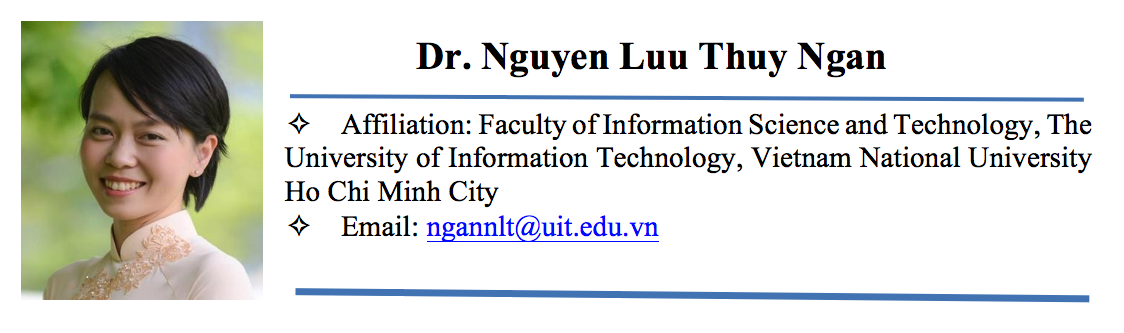 Dr. Nguyen Luu Thuy Ngan
✧ Affiliation: Faculty of Information Science and Technology, The
University of Information Technology, Vietnam National University
Ho Chi Minh City
✧ Email: ngannlt@uit.edu.vn